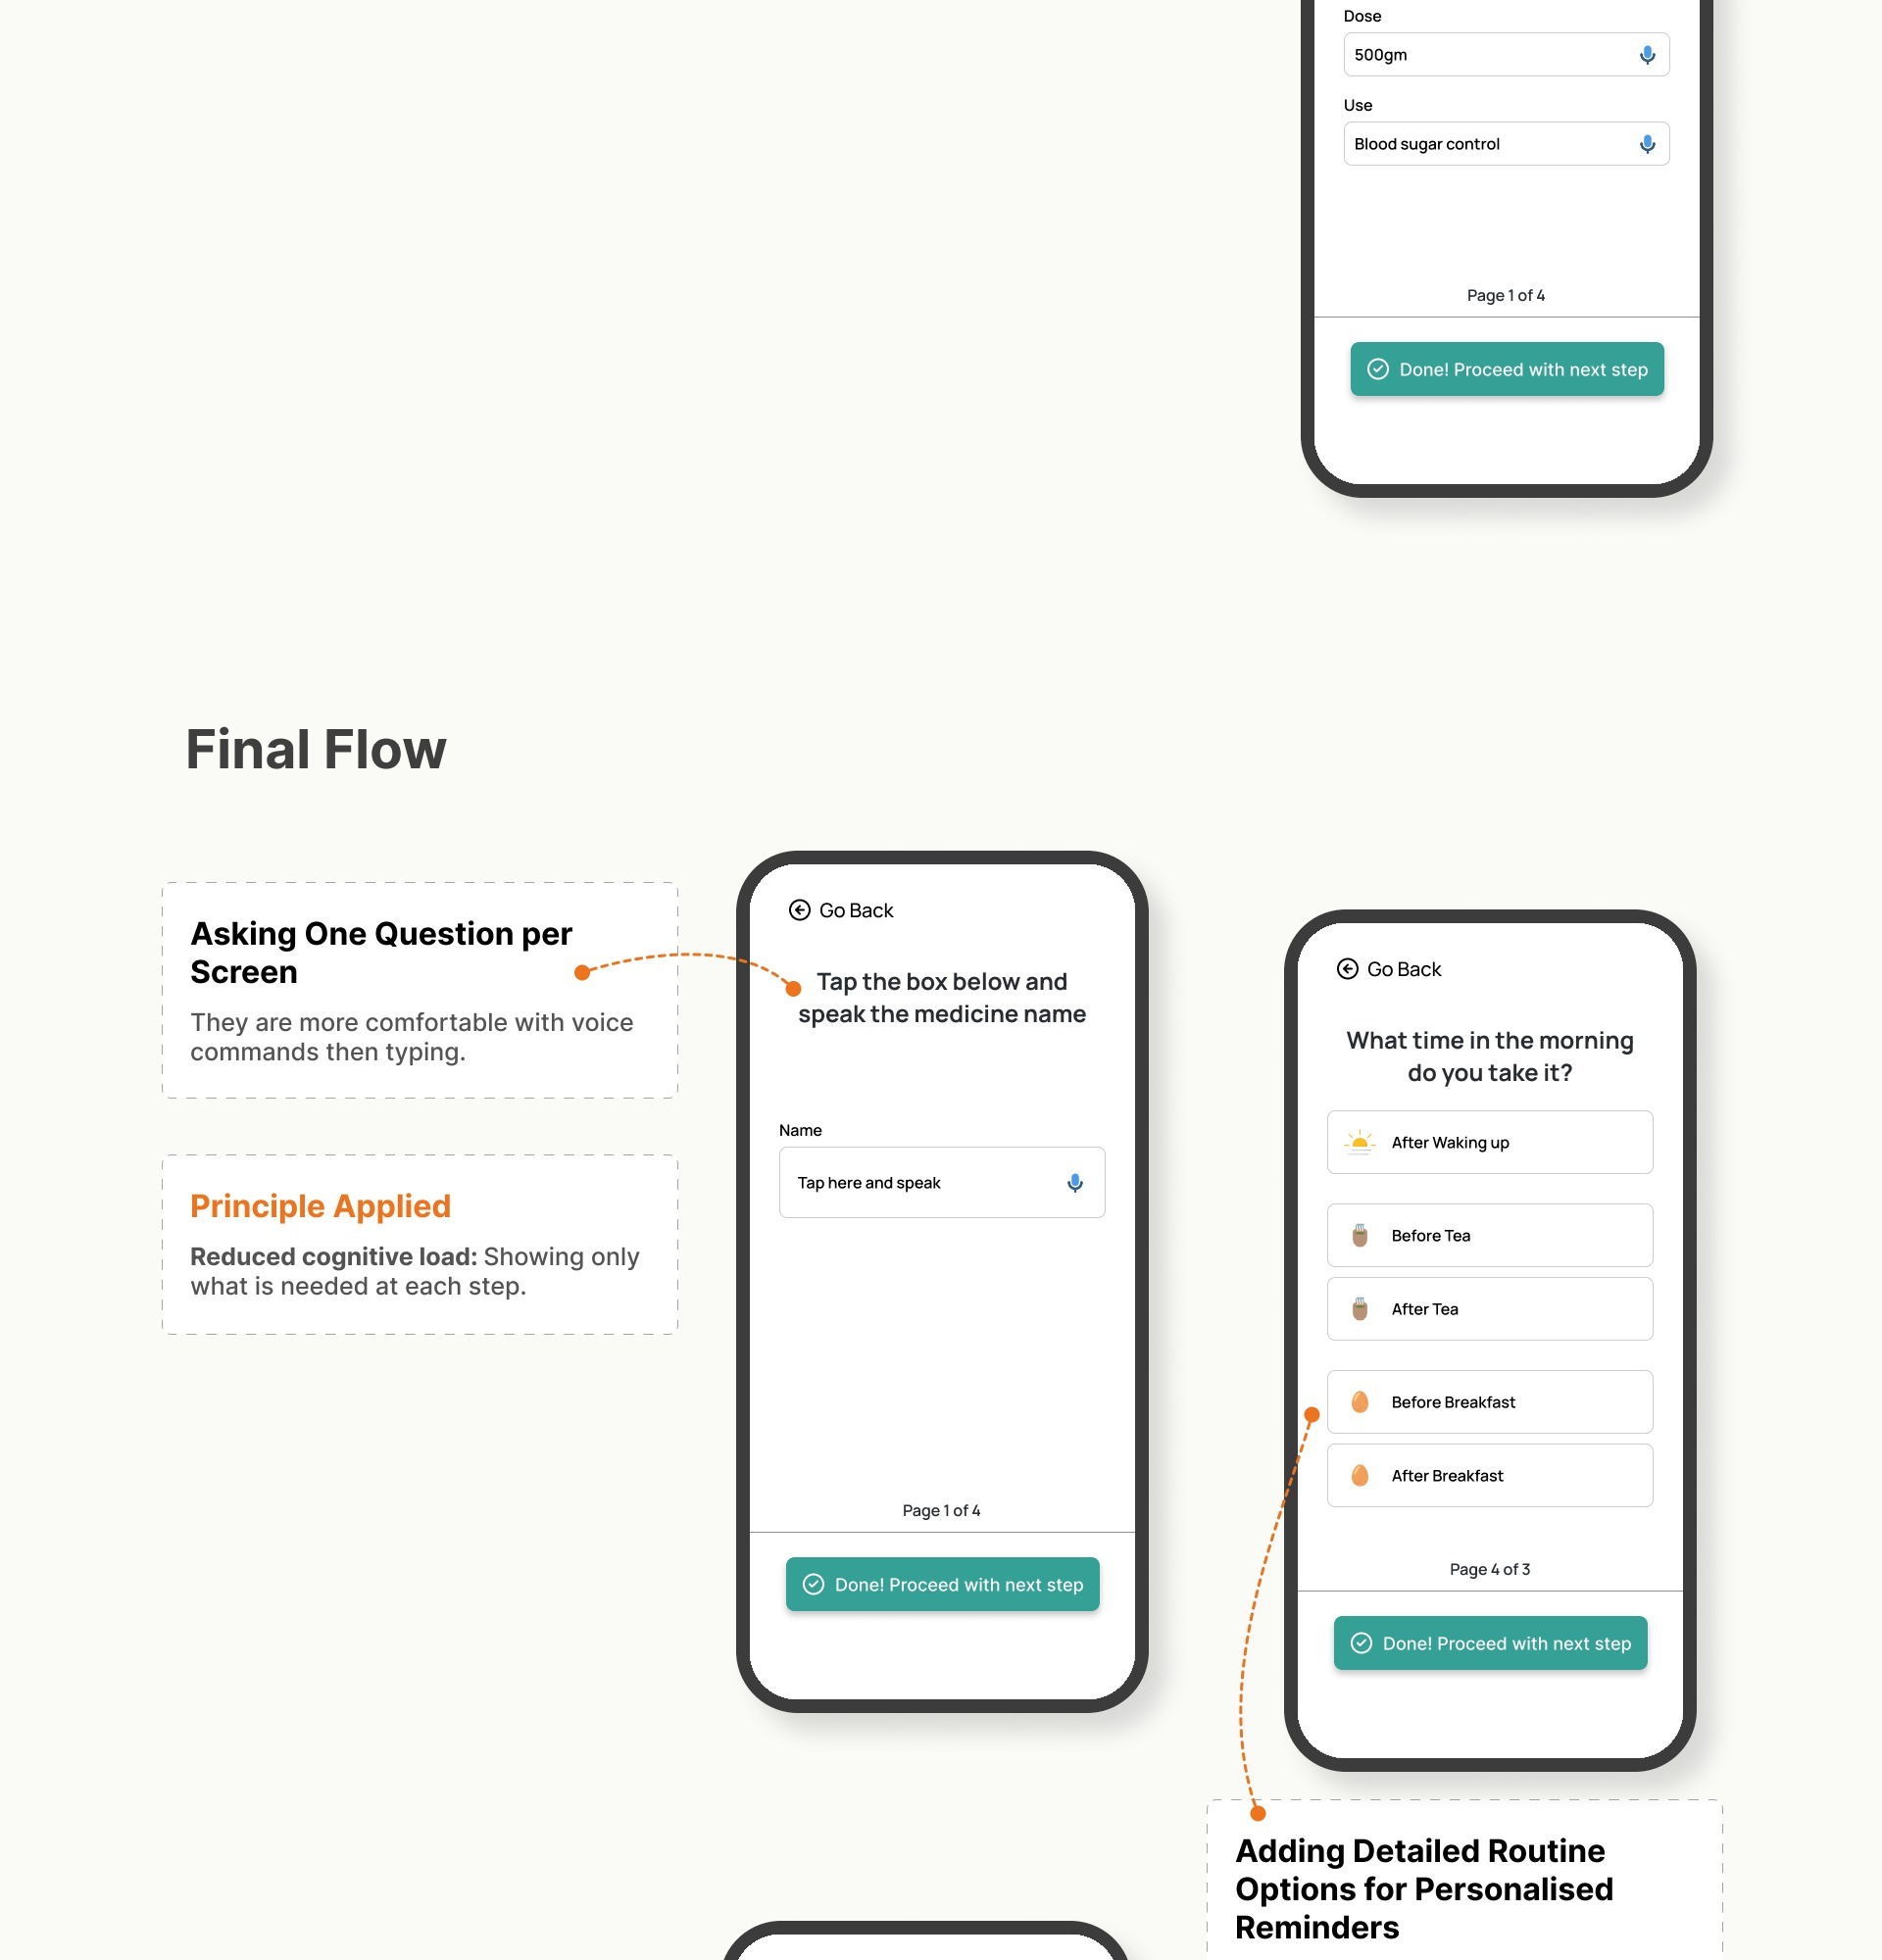 Dose
500gm
Use
Blood sugar control
Page 1 of 4
Done! Proceed with next step
Final Flow
Asking One Question per
Screen
They are more comfortable with voice
commands then typing.
Principle Applied
Reduced cognitive load: Showing only
what is needed at each step.
Go Back
Tap the box below and
speak the medicine name
Name
Tap here and speak
Page 1 of 4
Done! Proceed with next step
Go Back
What time in the morning
do you take it?
After Waking up
Before Tea
After Tea
Before Breakfast
After Breakfast
Page 4 of 3
Done! Proceed with next step
Adding Detailed Routine
Options for Personalised
Reminders